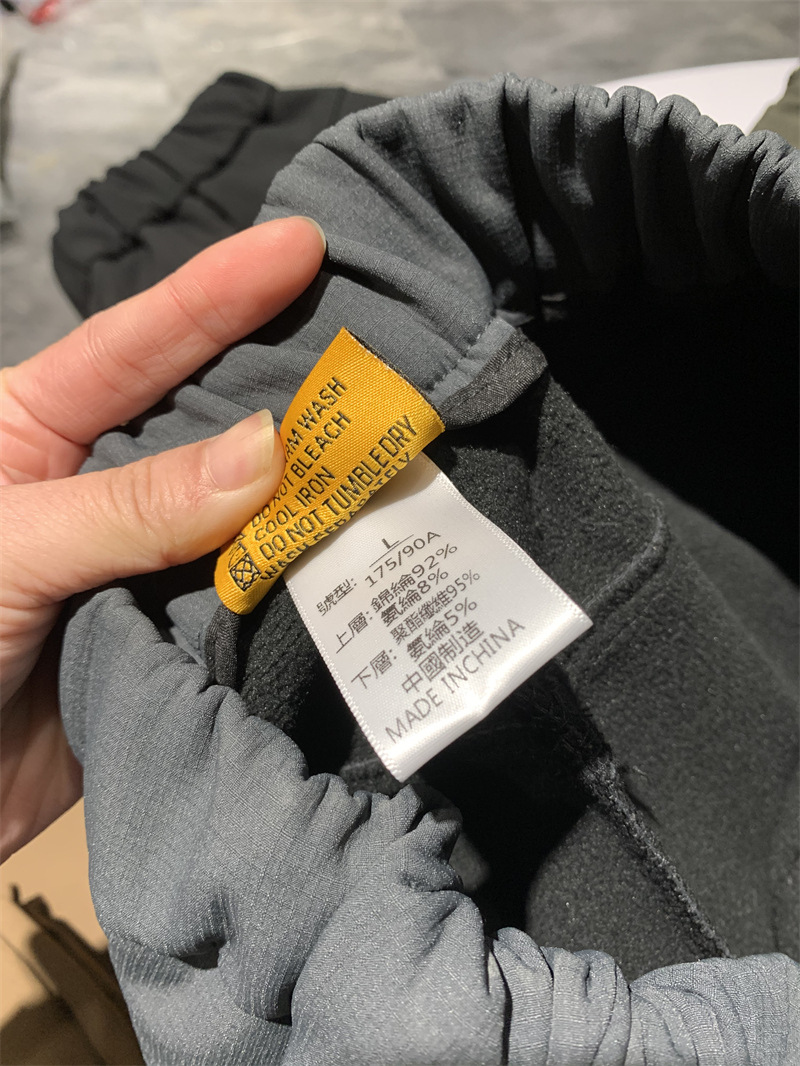 WASH
DO NOT BLEACH
COOL IRON
DO NOT TUMBLE DRY
L
號型: 175/90A
上層: 錦綸92%
氨綸8%
聚酯纖維95%
下層: 氨綸5%
中國制造
MADE INCHINA